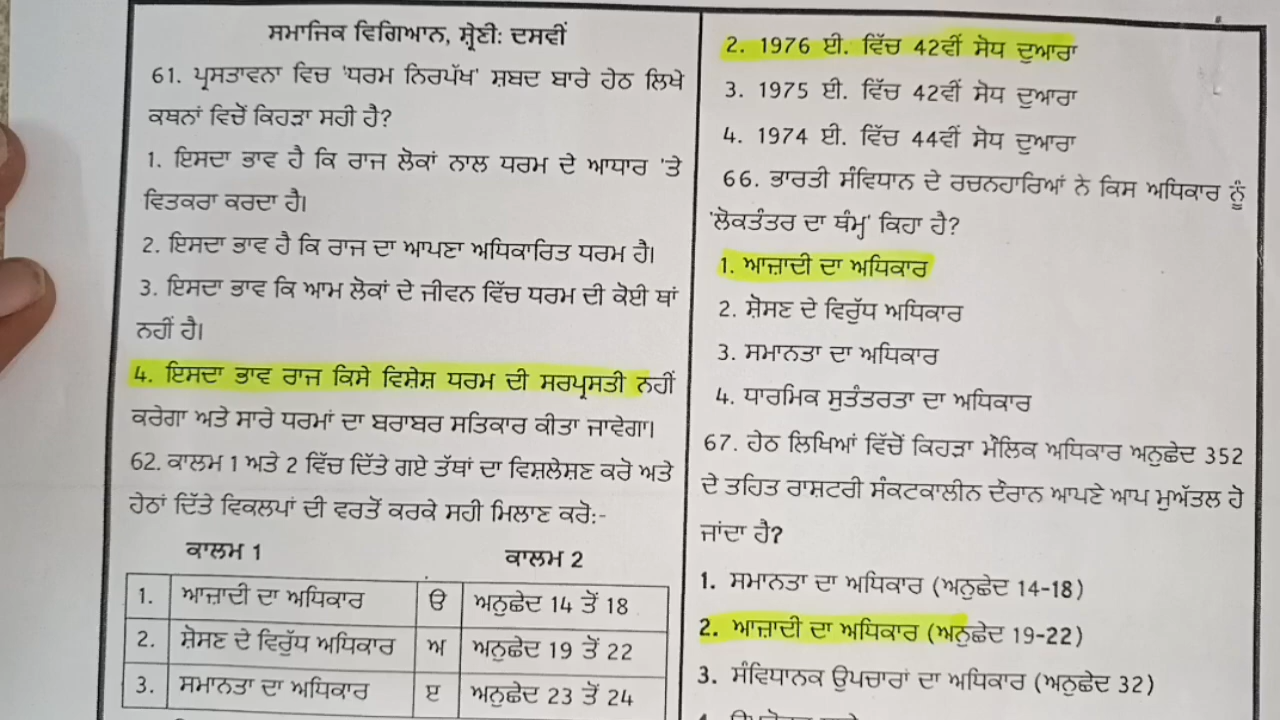 ਸਮਾਜਿਕ ਵਿਗਿਆਨ, ਸ਼੍ਰੇਣੀ: ਦਸਵੀਂ
61. ਪ੍ਰਸਤਾਵਨਾ ਵਿਚ 'ਧਰਮ ਨਿਰਪੱਖ' ਸ਼ਬਦ ਬਾਰੇ ਹੇਠ ਲਿਖੇ
ਕਥਨਾਂ ਵਿਚੋਂ ਕਿਹੜਾ ਸਹੀ ਹੈ?
1. ਇਸਦਾ ਭਾਵ ਹੈ ਕਿ ਰਾਜ ਲੋਕਾਂ ਨਾਲ ਧਰਮ ਦੇ ਆਧਾਰ 'ਤੇ
ਵਿਤਕਰਾ ਕਰਦਾ ਹੈ।
2. ਇਸਦਾ ਭਾਵ ਹੈ ਕਿ ਰਾਜ ਦਾ ਆਪਣਾ ਅਧਿਕਾਰਿਤ ਧਰਮ ਹੈ।
3. ਇਸਦਾ ਭਾਵ ਕਿ ਆਮ ਲੋਕਾਂ ਦੇ ਜੀਵਨ ਵਿੱਚ ਧਰਮ ਦੀ ਕੋਈ ਥਾਂ
ਨਹੀਂ ਹੈ।
4. ਇਸਦਾ ਭਾਵ ਰਾਜ ਕਿਸੇ ਵਿਸ਼ੇਸ਼ ਧਰਮ ਦੀ ਸਰਪ੍ਰਸਤੀ ਨਹੀਂ
ਕਰੇਗਾ ਅਤੇ ਸਾਰੇ ਧਰਮਾਂ ਦਾ ਬਰਾਬਰ ਸਤਿਕਾਰ ਕੀਤਾ ਜਾਵੇਗਾ।
62. ਕਾਲਮ 1 ਅਤੇ 2 ਵਿੱਚ ਦਿੱਤੇ ਗਏ ਤੱਥਾਂ ਦਾ ਵਿਸ਼ਲੇਸ਼ਣ ਕਰੋ ਅਤੇ
ਹੇਠਾਂ ਦਿੱਤੇ ਵਿਕਲਪਾਂ ਦੀ ਵਰਤੋਂ ਕਰਕੇ ਸਹੀ ਮਿਲਾਣ ਕਰੋ:-
ਕਾਲਮ 1 ਕਾਲਮ 2
1. ਆਜ਼ਾਦੀ ਦਾ ਅਧਿਕਾਰ ੳ ਅਨੁਛੇਦ 14 ਤੋਂ 18
2. ਸ਼ੋਸਣ ਦੇ ਵਿਰੁੱਧ ਅਧਿਕਾਰ ਅ ਅਨੁਛੇਦ 19 ਤੋਂ 22
3. ਸਮਾਨਤਾ ਦਾ ਅਧਿਕਾਰ ੲ ਅਨੁਛੇਦ 23 ਤੋਂ 24
2. 1976 ਈ. ਵਿੱਚ 42ਵੀਂ ਸੋਧ ਦੁਆਰਾ
3. 1975 ਈ. ਵਿੱਚ 42ਵੀਂ ਸੋਧ ਦੁਆਰਾ
4. 1974 ਈ. ਵਿੱਚ 44ਵੀਂ ਸੋਧ ਦੁਆਰਾ
66. ਭਾਰਤੀ ਸੰਵਿਧਾਨ ਦੇ ਰਚਨਹਾਰਿਆਂ ਨੇ ਕਿਸ ਅਧਿਕਾਰ ਨੂੰ
'ਲੋਕਤੰਤਰ ਦਾ ਥੰਮ੍ਹ' ਕਿਹਾ ਹੈ?
1. ਆਜ਼ਾਦੀ ਦਾ ਅਧਿਕਾਰ
2. ਸ਼ੋਸਣ ਦੇ ਵਿਰੁੱਧ ਅਧਿਕਾਰ
3. ਸਮਾਨਤਾ ਦਾ ਅਧਿਕਾਰ
4. ਧਾਰਮਿਕ ਸੁਤੰਤਰਤਾ ਦਾ ਅਧਿਕਾਰ
67. ਹੇਠ ਲਿਖਿਆਂ ਵਿੱਚੋਂ ਕਿਹੜਾ ਮੌਲਿਕ ਅਧਿਕਾਰ ਅਨੁਛੇਦ 352
ਦੇ ਤਹਿਤ ਰਾਸ਼ਟਰੀ ਸੰਕਟਕਾਲੀਨ ਦੌਰਾਨ ਆਪਣੇ ਆਪ ਮੁਅੱਤਲ ਹੋ
ਜਾਂਦਾ ਹੈ?
1. ਸਮਾਨਤਾ ਦਾ ਅਧਿਕਾਰ (ਅਨੁਛੇਦ 14-18)
2. ਆਜ਼ਾਦੀ ਦਾ ਅਧਿਕਾਰ (ਅਨੁਛੇਦ 19-22)
3. ਸੰਵਿਧਾਨਕ ਉਪਚਾਰਾਂ ਦਾ ਅਧਿਕਾਰ (ਅਨੁਛੇਦ 32)